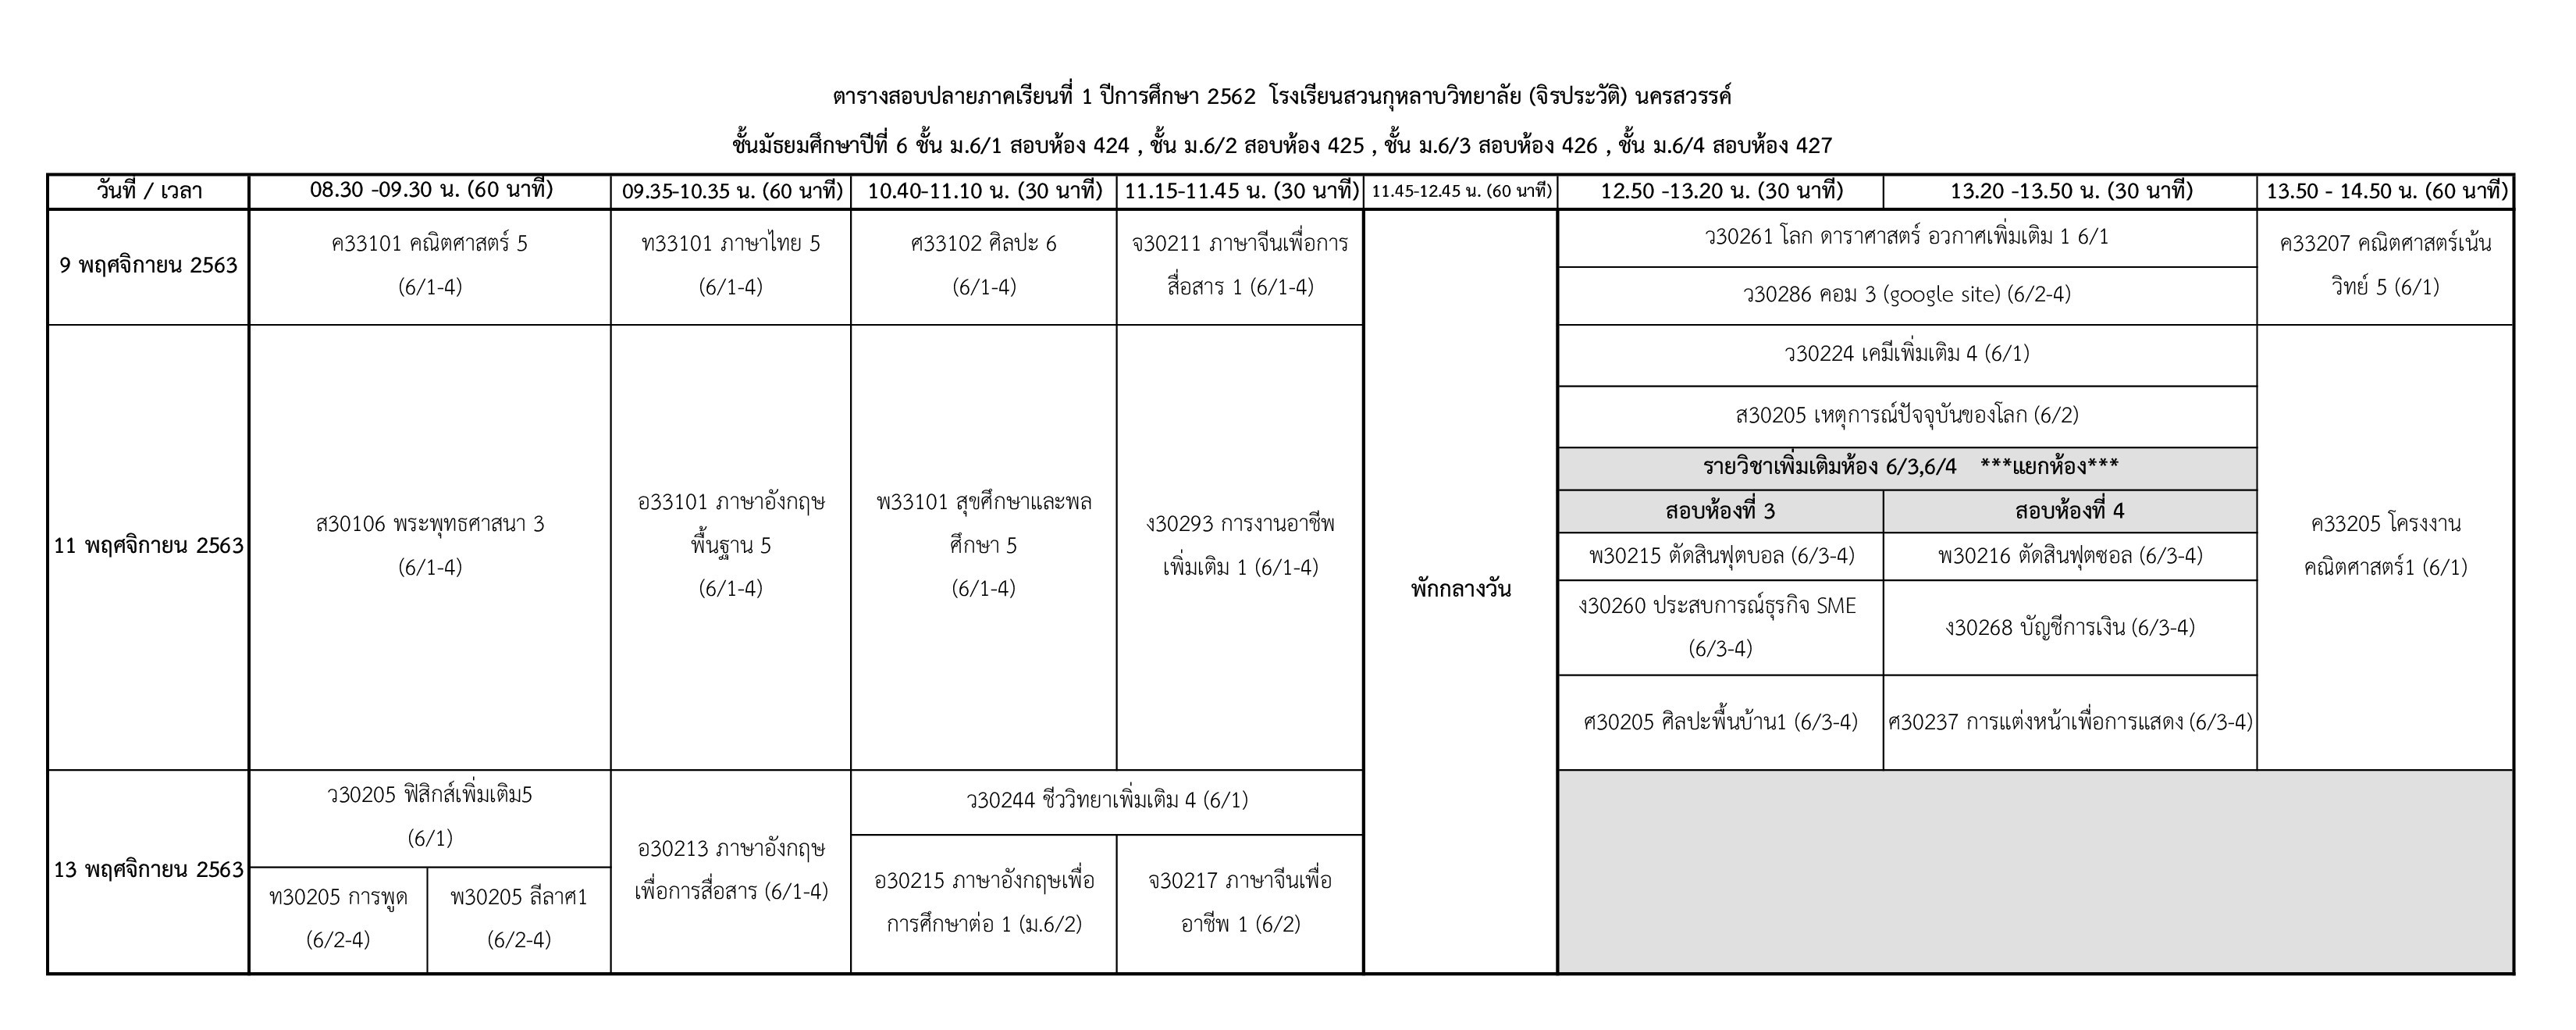 ตารางสอบปลายภาคเรียนที่ 1 ปีการศึกษา 2562 โรงเรียนสวนกุหลาบวิทยาลัย (จิรประวัติ) นครสวรรค์
ชั้นมัธยมศึกษาปีที่ 6 ชั้น ม.6/1 สอบห้อง 424 , ชั้น ม.6/2 สอบห้อง 425 , ชั้น ม.6/3 สอบห้อง 426 , ชั้น ม.6/4 สอบห้อง 427
วันที่ / เวลา
08.30 -09.30 น. (60 นาที)
09.35-10.35 น. (60 นาที)
10.40-11.10 น. (30 นาที)
11.15-11.45 น. (30 นาที)
11.45-12.45 น. (60 นาที)
12.50 -13.20 น. (30 นาที)
13.20 -13.50 น. (30 นาที)
13.50 - 14.50 น. (60 นาที)
9 พฤศจิกายน 2563
ค33101 คณิตศาสตร์ 5
(6/1-4)
ท33101 ภาษาไทย 5
(6/1-4)
ศ33102 ศิลปะ 6
(6/1-4)
จ30211 ภาษาจีนเพื่อการ
สื่อสาร 1 (6/1-4)
พักกลางวัน
ว30261 โลก ดาราศาสตร์ อวกาศเพิ่มเติม 1 6/1
ว30286 คอม 3 (google site) (6/2-4)
ค33207 คณิตศาสตร์เน้น
วิทย์ 5 (6/1)
11 พฤศจิกายน 2563
ส30106 พระพุทธศาสนา 3
(6/1-4)
อ33101 ภาษาอังกฤษ
พื้นฐาน 5
(6/1-4)
พ33101 สุขศึกษาและพล
ศึกษา 5
(6/1-4)
ง30293 การงานอาชีพ
เพิ่มเติม 1 (6/1-4)
ว30224 เคมีเพิ่มเติม 4 (6/1)
ส30205 เหตุการณ์ปัจจุบันของโลก (6/2)
รายวิชาเพิ่มเติมห้อง 6/3,6/4 ***แยกห้อง***
สอบห้องที่ 3
สอบห้องที่ 4
พ30215 ตัดสินฟุตบอล (6/3-4)
พ30216 ตัดสินฟุตซอล (6/3-4)
ง30260 ประสบการณ์ธุรกิจ SME
(6/3-4)
ง30268 บัญชีการเงิน (6/3-4)
ศ30205 ศิลปะพื้นบ้าน1 (6/3-4)
ศ30237 การแต่งหน้าเพื่อการแสดง (6/3-4)
ค33205 โครงงาน
คณิตศาสตร์1 (6/1)
13 พฤศจิกายน 2563
ว30205 ฟิสิกส์เพิ่มเติม5
(6/1)
ท30205 การพูด
(6/2-4)
พ30205 ลีลาศ1
(6/2-4)
อ30213 ภาษาอังกฤษ
เพื่อการสื่อสาร (6/1-4)
ว30244 ชีววิทยาเพิ่มเติม 4 (6/1)
อ30215 ภาษาอังกฤษเพื่อ
การศึกษาต่อ 1 (ม.6/2)
จ30217 ภาษาจีนเพื่อ
อาชีพ 1 (6/2)